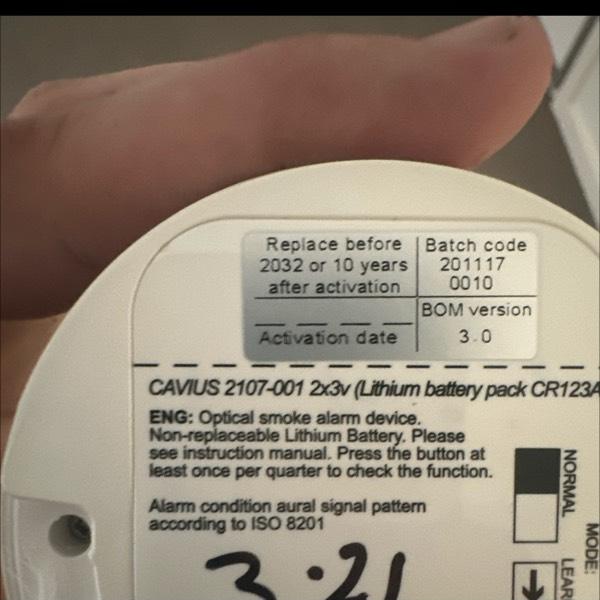 Replace before
2032 or 10 years
after activation
Activation date
Batch code
201117
0010
BOM version
3.0
CAVIUS 2107-001 2x3v (Lithium battery pack CR123A
ENG: Optical smoke alarm device.
Non-replaceable Lithium Battery. Please
see instruction manual. Press the button at
least once per quarter to check the function.
Alarm condition aural signal pattern
according to ISO 8201
3.21
NORMAL
MODE:
LEAR